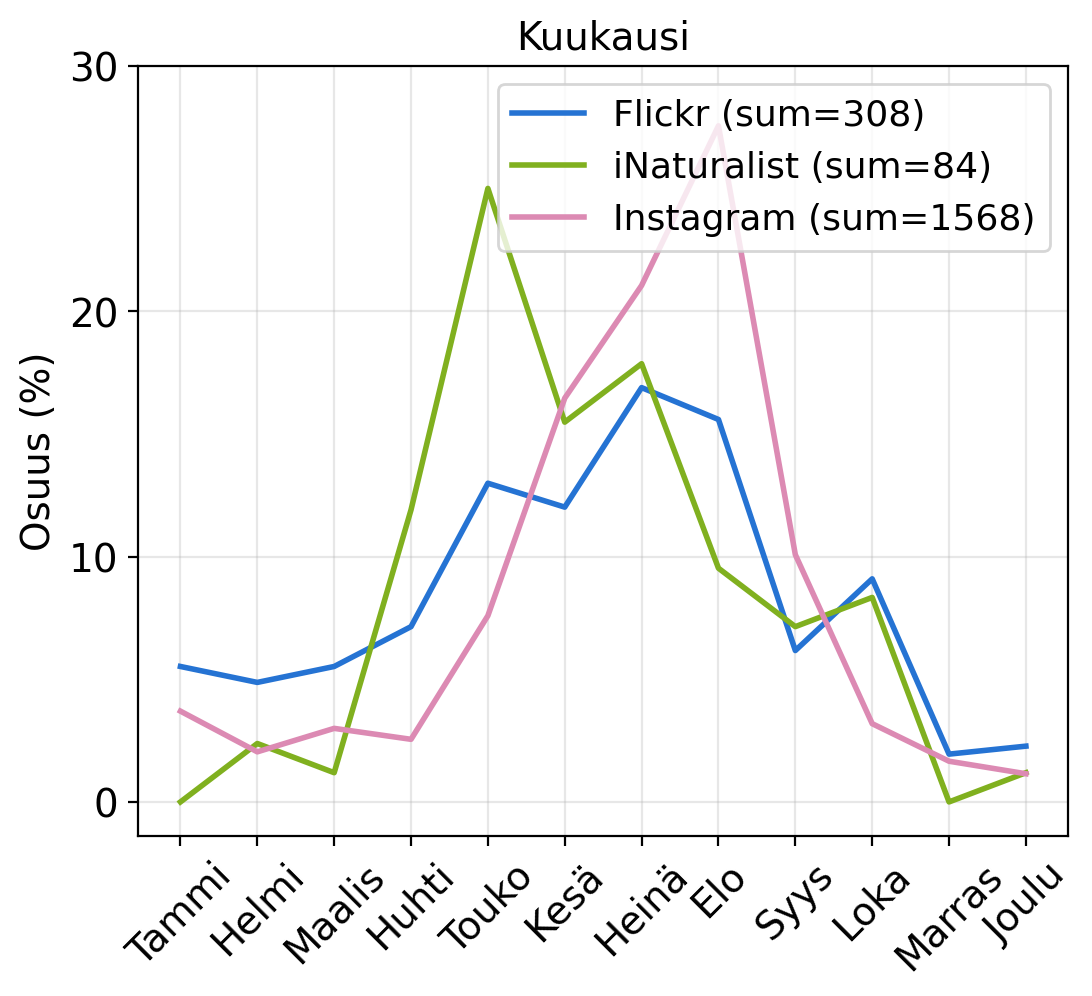 Kuukausi
30
20
10
0
Osuus (%)
Flickr (sum=308)
iNaturalist (sum=84)
Instagram (sum=1568)
Tammi
Helmi
Maalis
Huhti
Touko
Kesä
Heinä
Elo
Syys
Loka
Marras
Joulu